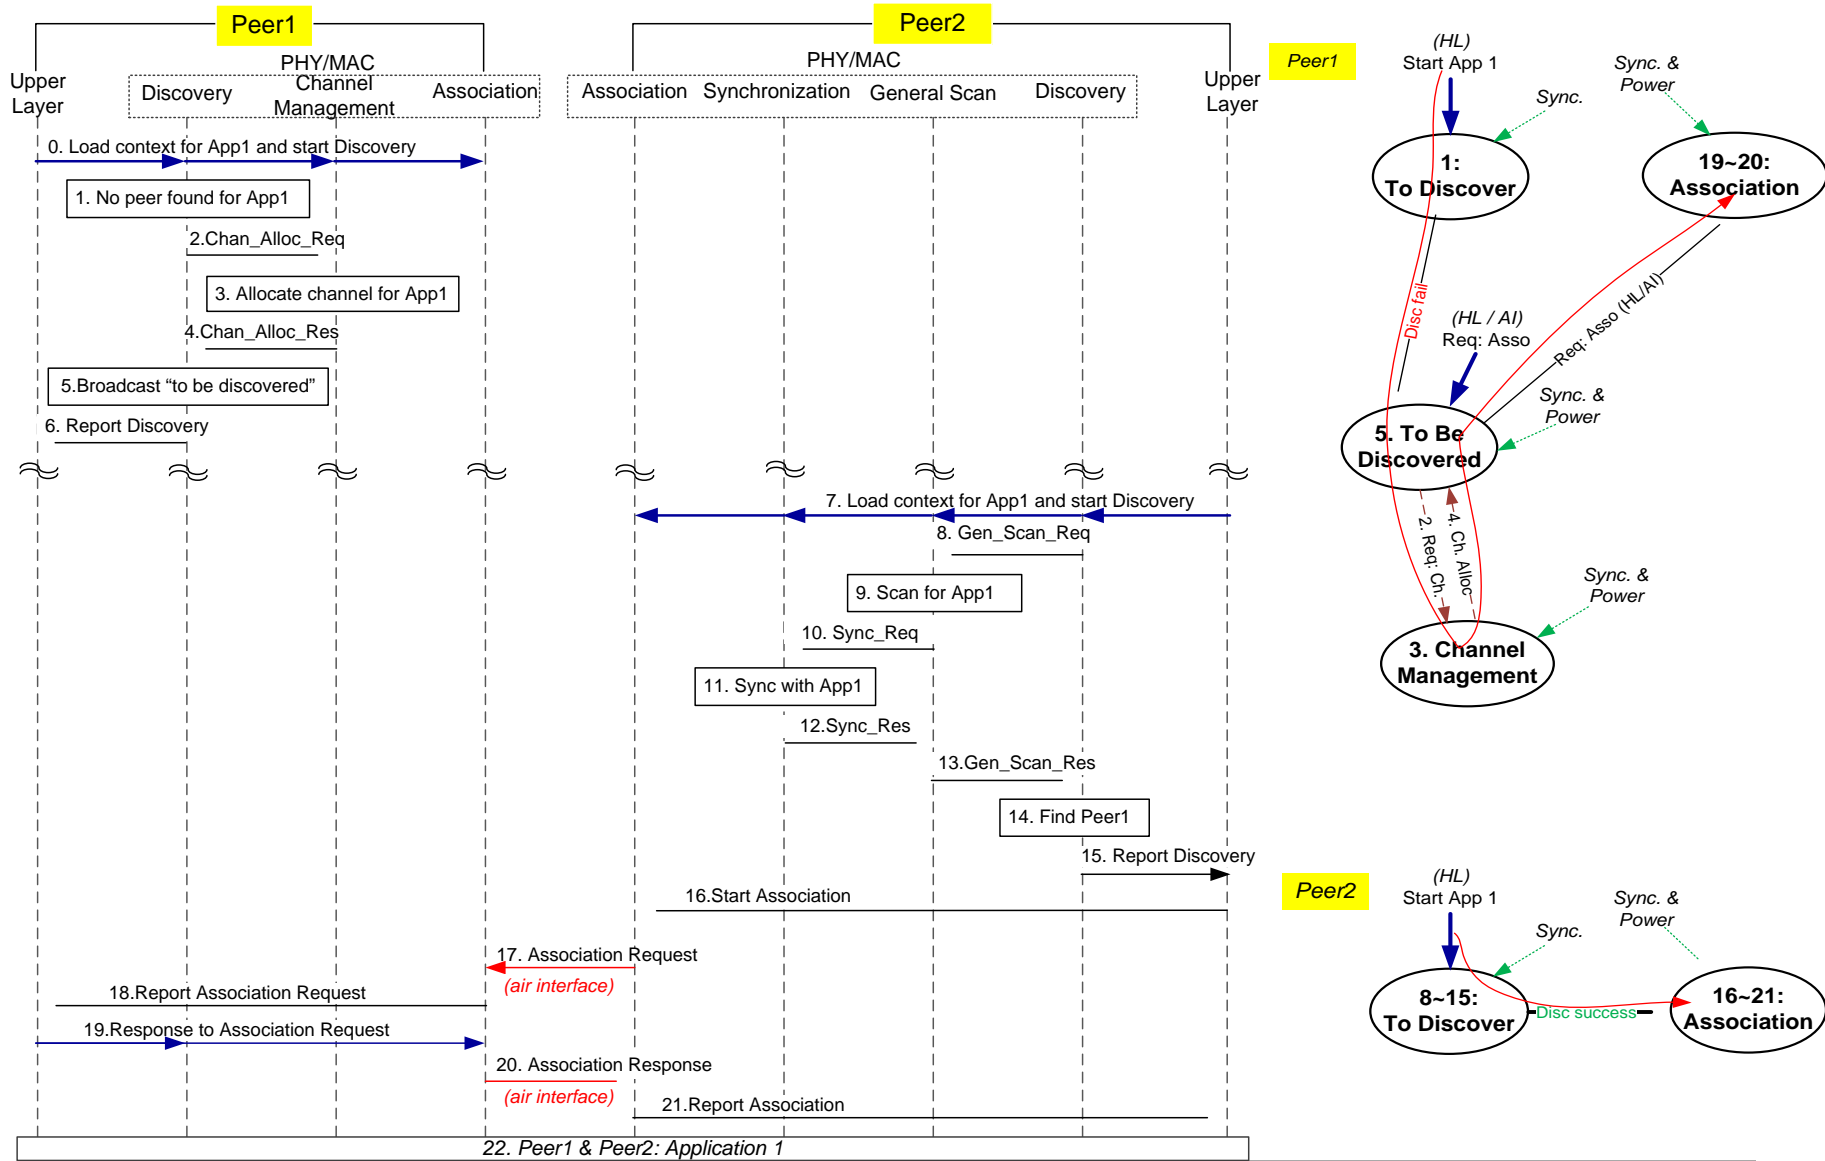 Peer1
Peer2
PHY/MAC
PHY/MAC
Upper
Layer
Discovery
Channel
Management
Association
Association
Synchronization
General Scan
Discovery
Upper
Layer
0. Load context for App1 and start Discovery
1. No peer found for App1
2.Chan_Alloc_Req
3. Allocate channel for App1
4.Chan_Alloc_Res
5.Broadcast “to be discovered”
6. Report Discovery
7. Load context for App1 and start Discovery
8. Gen_Scan_Req
9. Scan for App1
10. Sync_Req
11. Sync with App1
12.Sync_Res
13.Gen_Scan_Res
14. Find Peer1
15. Report Discovery
16.Start Association
17. Association Request
(air interface)
18.Report Association Request
19.Response to Association Request
20. Association Response
(air interface)
21.Report Association
22. Peer1 & Peer2: Application 1
Peer1
(HL)
Start App 1
Sync.
Sync. &
Power
1:
To Discover
19~20:
Association
Disc fail
(HL / AI)
Req: Asso
Req: Asso (HL/AI)
Sync. &
Power
5. To Be
Discovered
2. Req: Ch.
4. Ch. Alloc
Sync. &
Power
3. Channel
Management
Peer2
(HL)
Start App 1
Sync.
Sync. &
Power
8~15:
To Discover
Disc success
16~21:
Association